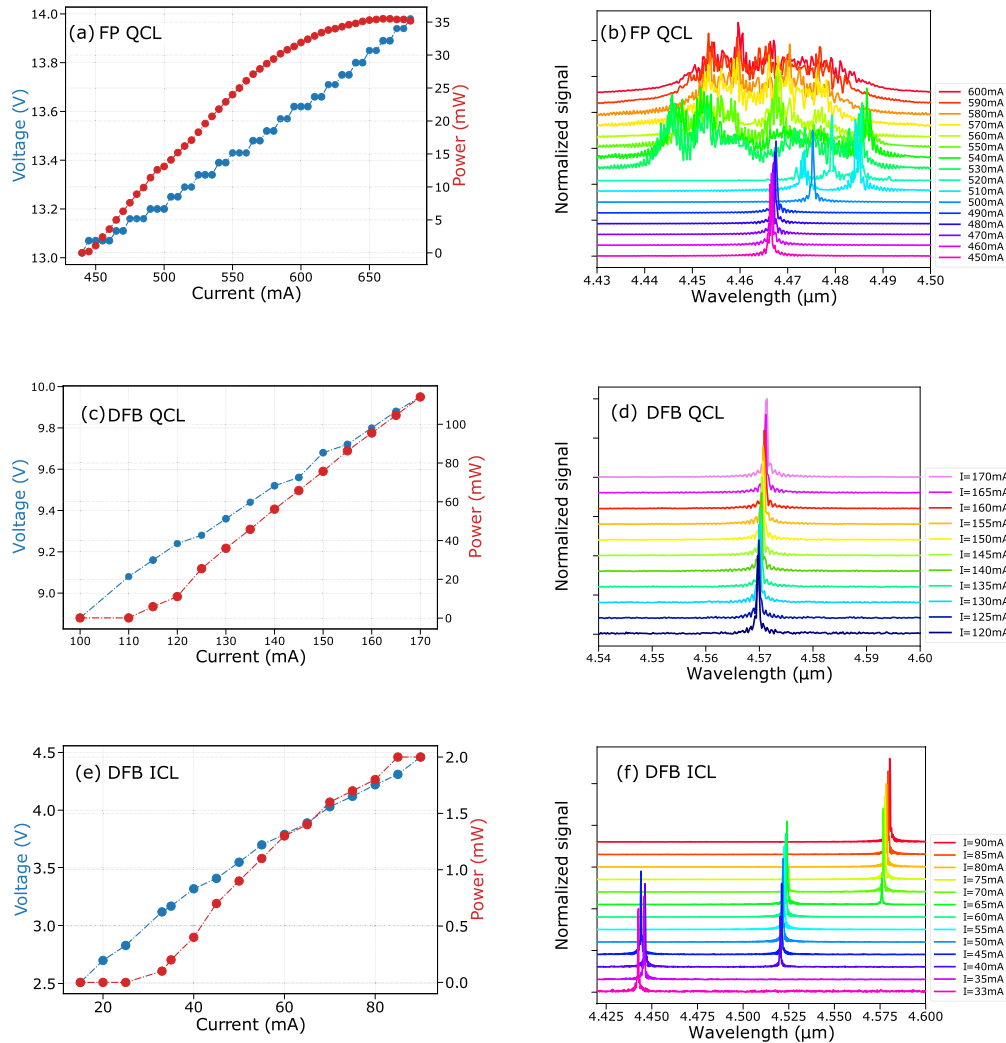 (a) FP QCL
14.0
13.8
13.6
13.4
13.2
13.0
Voltage (V)
35
30
25
20
15
10
5
0
Power (mW)
450
500
550
600
650
Current (mA)
(b) FP QCL
Normalized signal
600mA
590mA
580mA
570mA
560mA
550mA
540mA
530mA
520mA
510mA
500mA
490mA
480mA
470mA
460mA
450mA
4.43
4.44
4.45
4.46
4.47
4.48
4.49
4.50
Wavelength (μm)
(c) DFB QCL
10.0
9.8
9.6
9.4
9.2
9.0
Voltage (V)
100
80
60
40
20
0
Power (mW)
100
110
120
130
140
150
160
170
Current (mA)
(d) DFB QCL
Normalized signal
I=170mA
I=165mA
I=160mA
I=155mA
I=150mA
I=145mA
I=140mA
I=135mA
I=130mA
I=125mA
I=120mA
4.54
4.55
4.56
4.57
4.58
4.59
4.60
Wavelength (μm)
(e) DFB ICL
4.5
4.0
3.5
3.0
2.5
Voltage (V)
2.0
1.5
1.0
0.5
0.0
Power (mW)
20
40
60
80
Current (mA)
(f) DFB ICL
Normalized signal
I=90mA
I=85mA
I=80mA
I=75mA
I=70mA
I=65mA
I=60mA
I=55mA
I=50mA
I=45mA
I=40mA
I=35mA
I=33mA
4.425
4.450
4.475
4.500
4.525
4.550
4.575
4.600
Wavelength (μm)